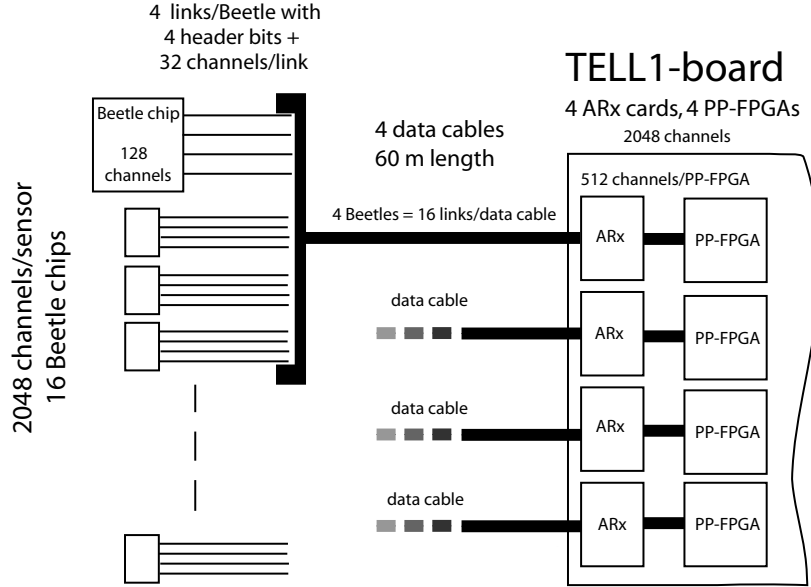 4 links/Beetle with
4 header bits +
32 channels/link
TELL1-board
4 ARx cards, 4 PP-FPGAs
2048 channels
Beetle chip
128
channels
4 data cables
60 m length
512 channels/PP-FPGA
4 Beetles = 16 links/data cable
ARx
PP-FPGA
2048 channels/sensor
16 Beetle chips
data cable
ARx
PP-FPGA
data cable
ARx
PP-FPGA
data cable
ARx
PP-FPGA